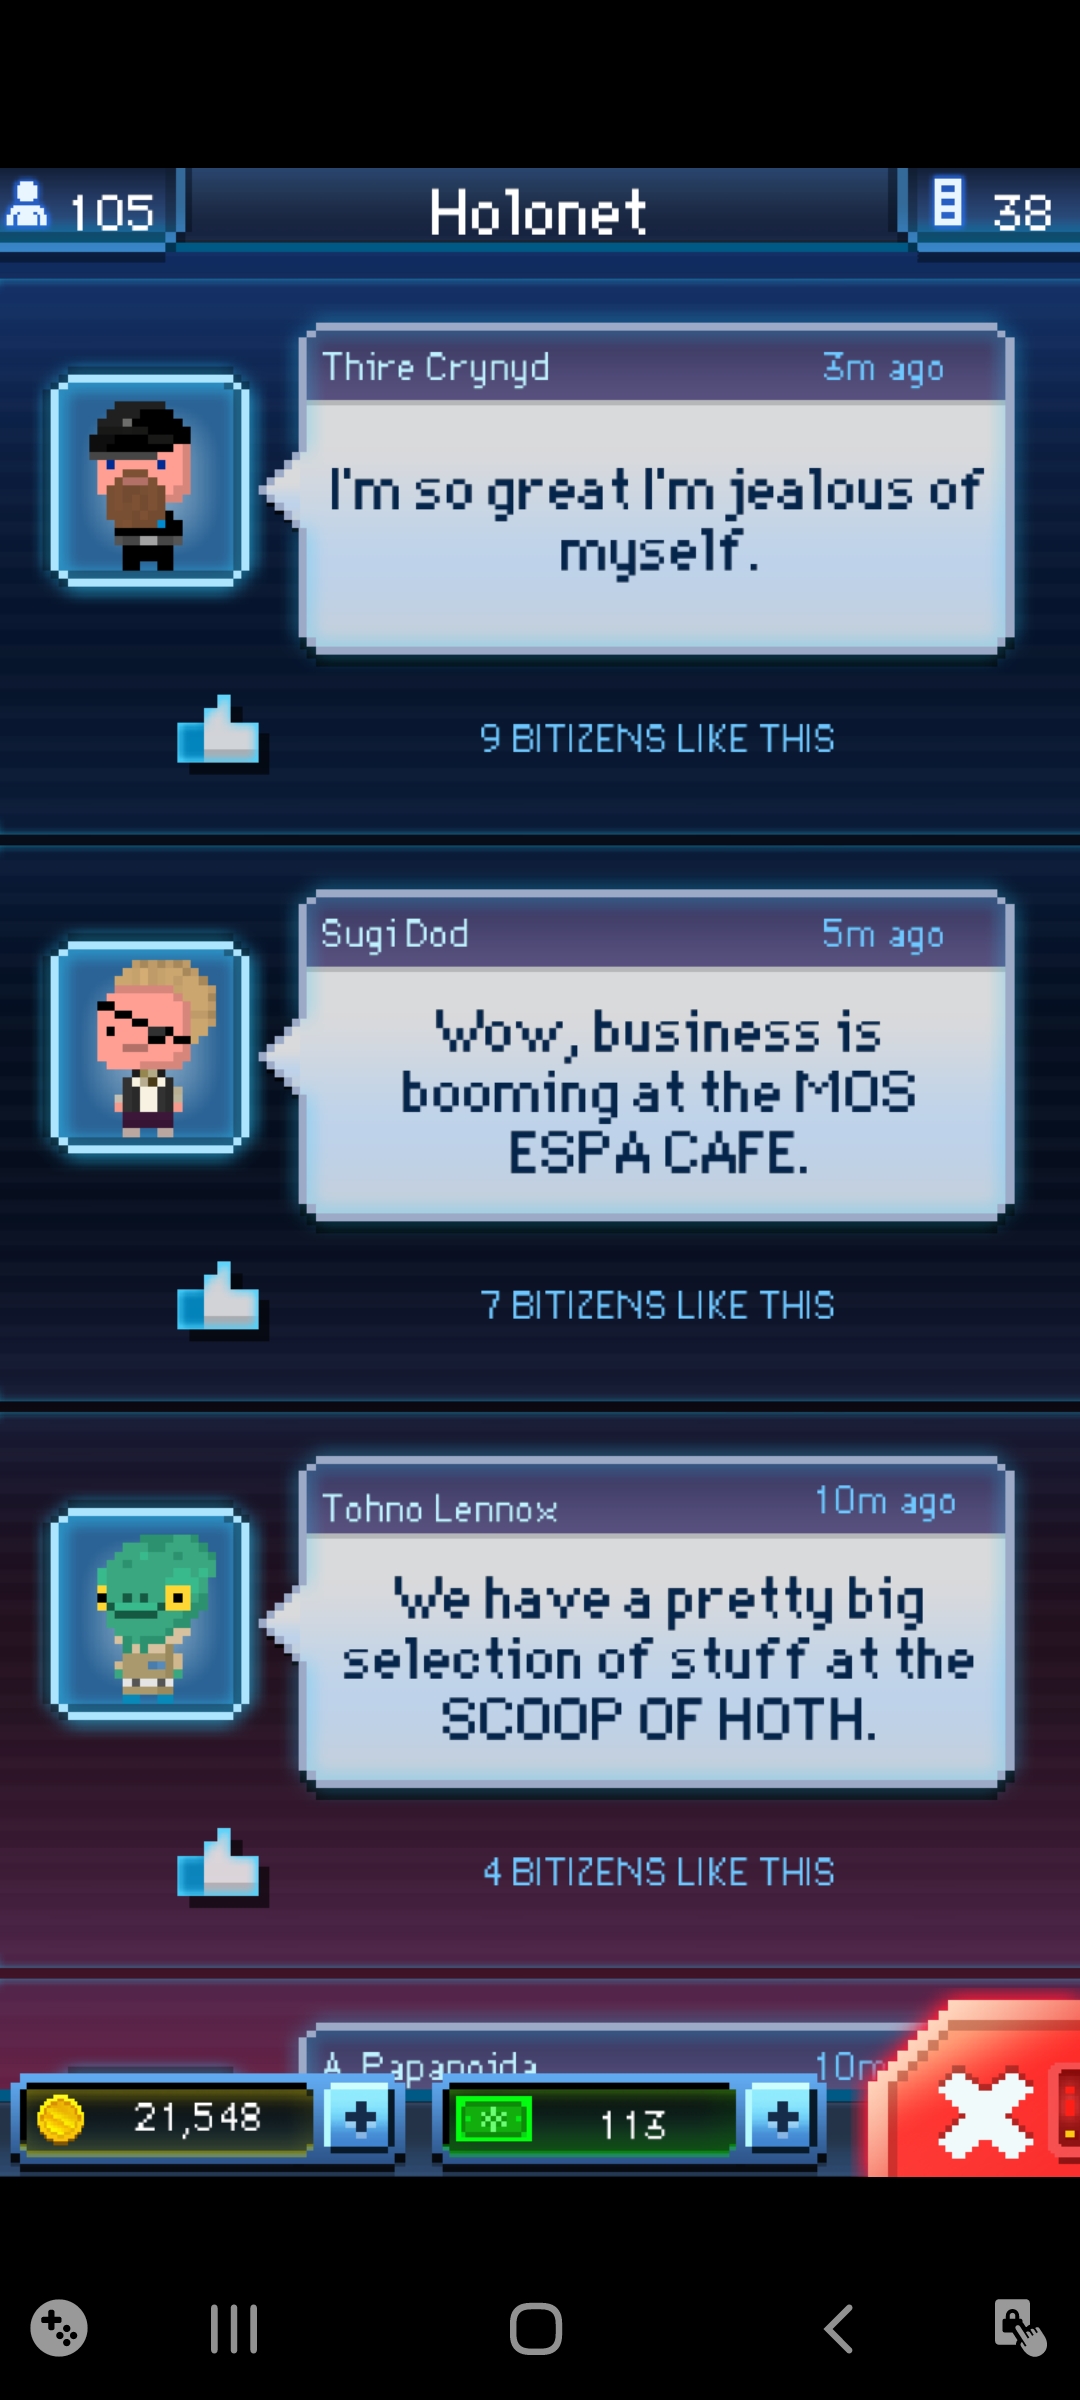 105
Holonet
38
Thire Crynyd
3m ago
I'm so great I'm jealous of
myself.
9 BITIZENS LIKE THIS
Sugi Dod
5m ago
Wow, business is
booming at the MOS
ESPA CAFE.
7 BITIZENS LIKE THIS
Tohno Lennox
10m ago
We have a pretty big
selection of stuff at the
SCOOP OF HOTH.
4 BITIZENS LIKE THIS
A. Papanoida
10m
21,548
113